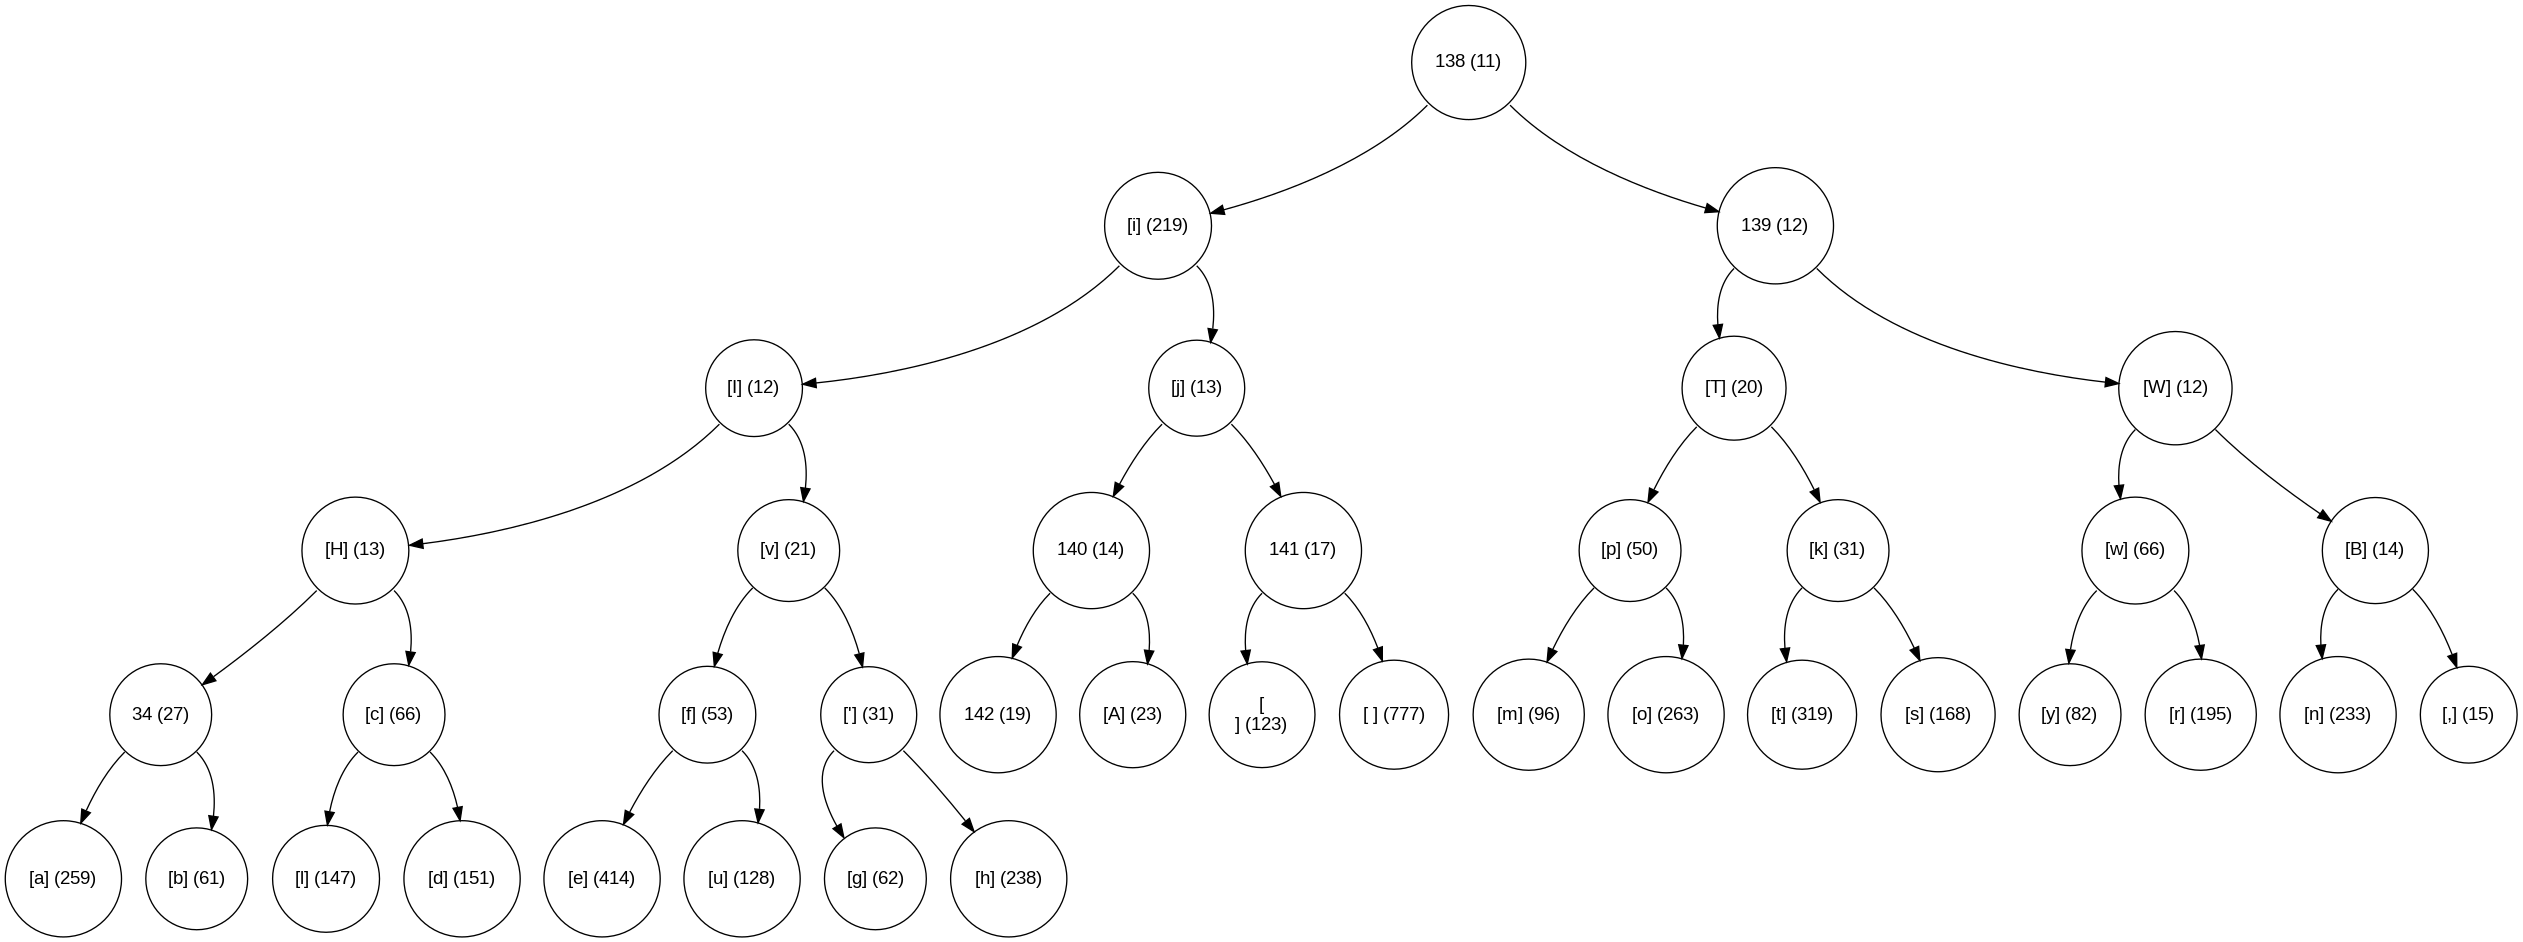 138 (11)
[i] (219)
139 (12)
[I] (12)
[j] (13)
[T] (20)
[W] (12)
[H] (13)
[v] (21)
140 (14)
141 (17)
[p] (50)
[k] (31)
[w] (66)
[B] (14)
34 (27)
[c] (66)
[f] (53)
['] (31)
142 (19)
[A] (23)
[
] (123)
[ ] (777)
[m] (96)
[o] (263)
[t] (319)
[s] (168)
[y] (82)
[r] (195)
[n] (233)
[,] (15)
[a] (259)
[b] (61)
[l] (147)
[d] (151)
[e] (414)
[u] (128)
[g] (62)
[h] (238)